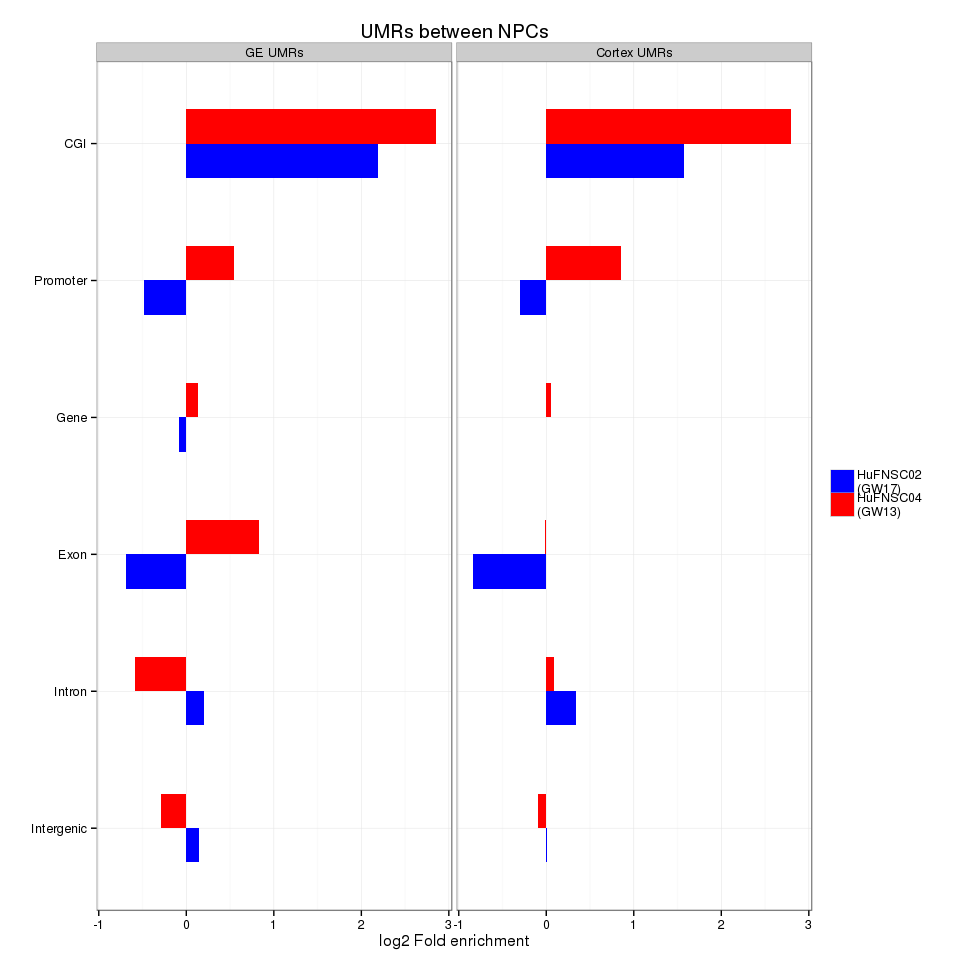 UMRs between NPCs
GE UMRs
Cortex UMRs
CGI
Promoter
Gene
Exon
Intron
Intergenic
-1 0 1 2 3
-1 0 1 2 3
log2 Fold enrichment
HuFNSC02
(GW17)
HuFNSC04
(GW13)